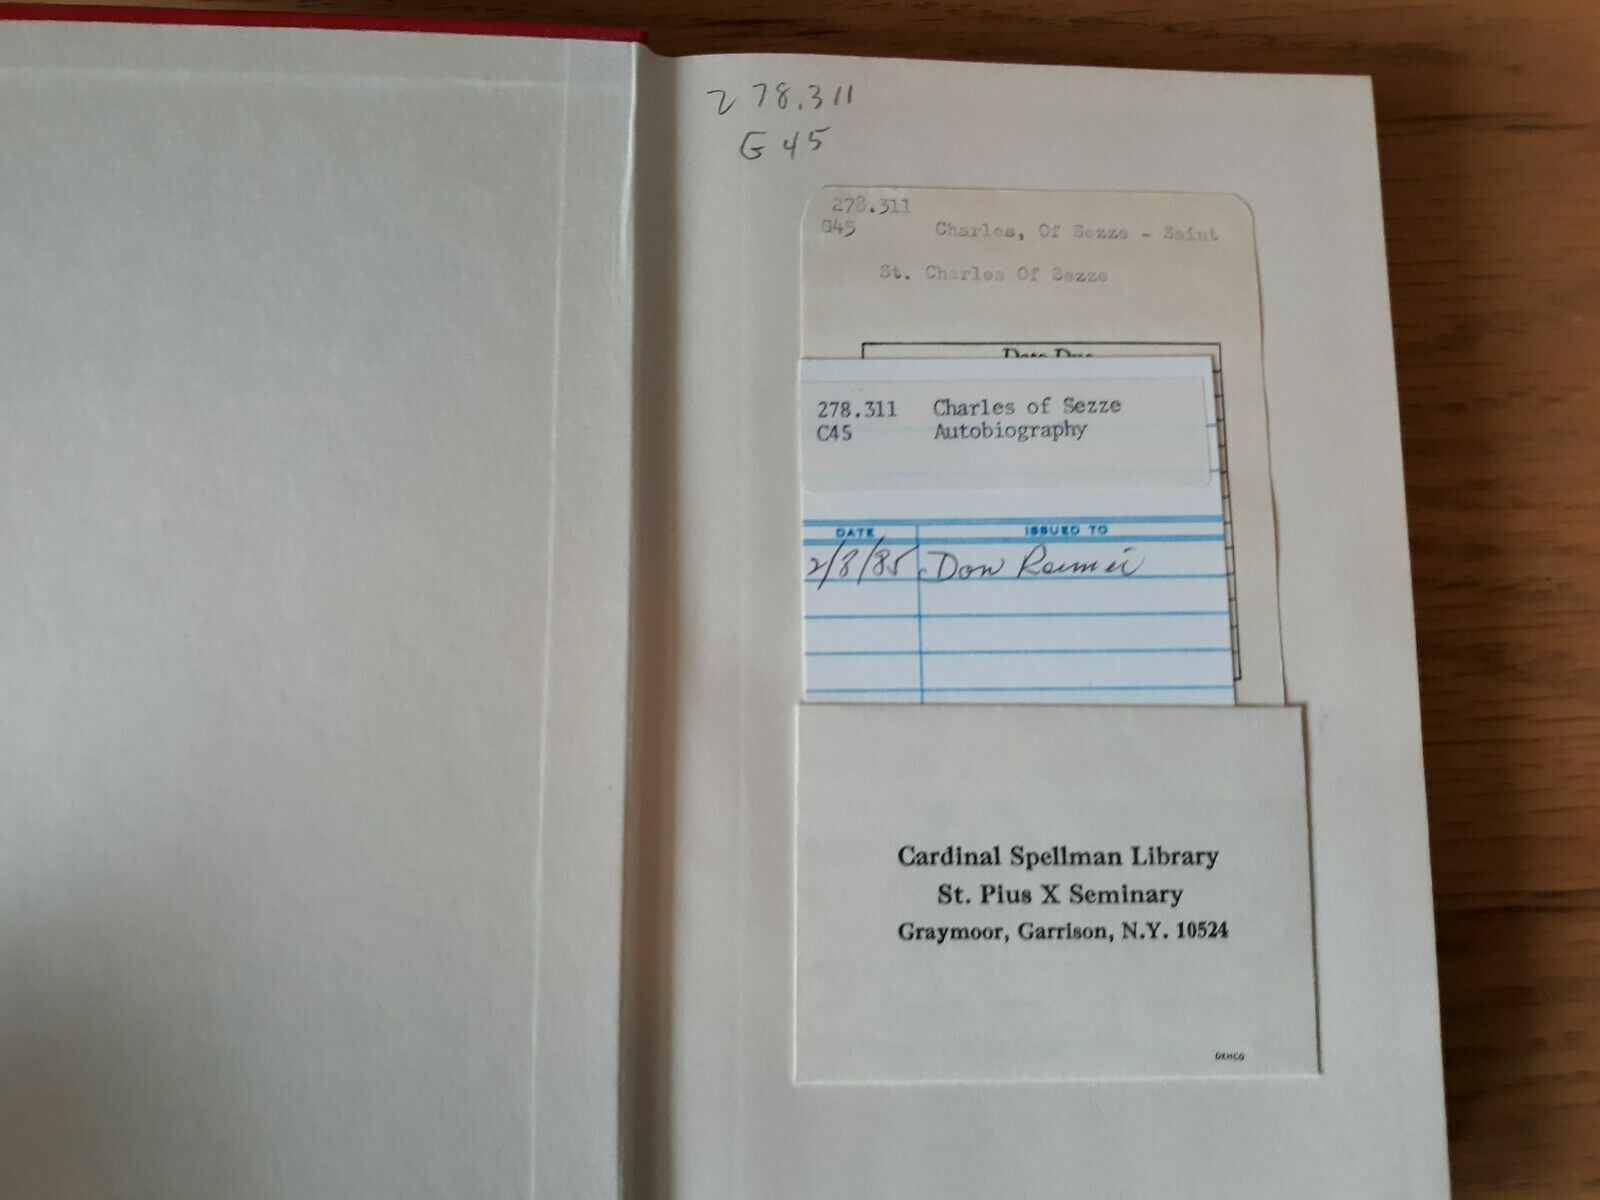 278.311
G45
278.311
G45 Charles, Of Sezze - Saint
St. Charles Of Sezze
Date Due
278.311 Charles of Sezze
C45 Autobiography
DATE ISSUED TO
2/8/85 Don
Cardinal Spellman Library
St. Pius X Seminary
Graymoor, Garrison, N.Y. 10524
DEMCO